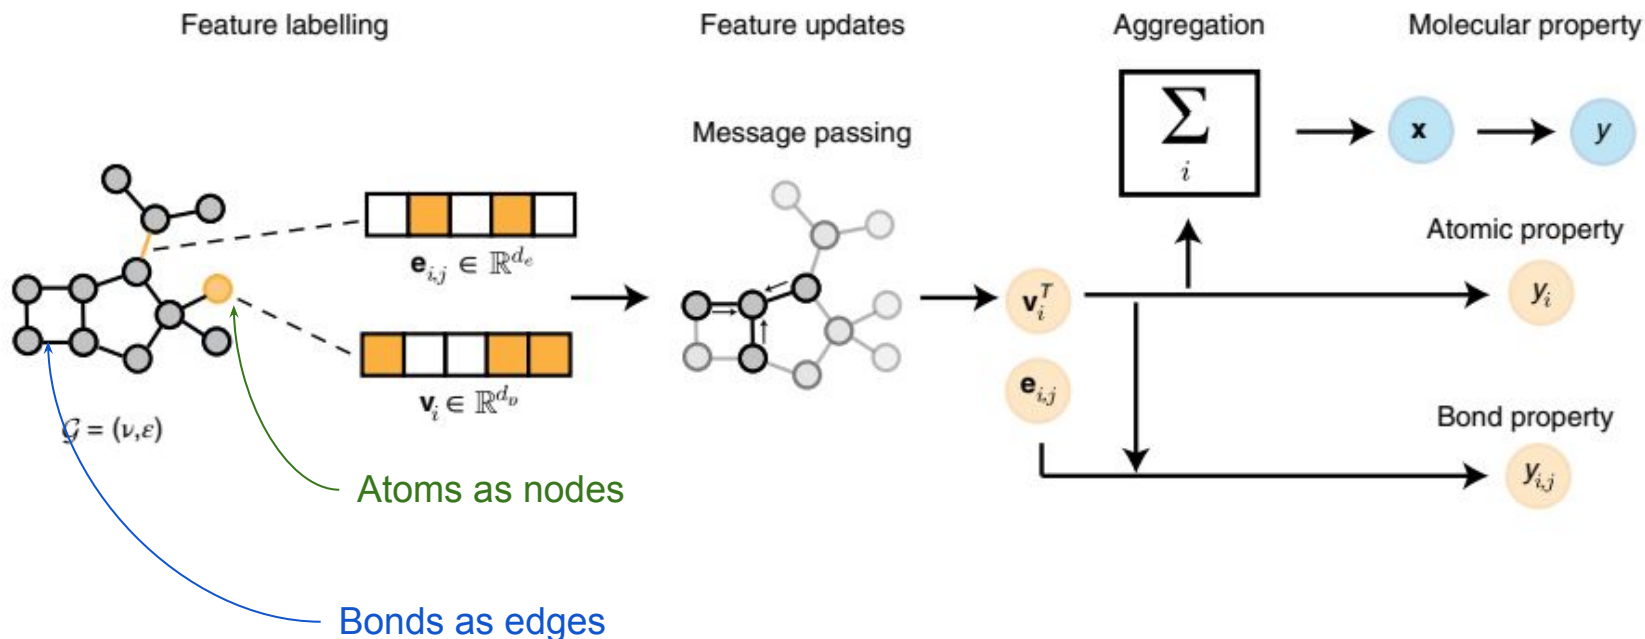 Feature labelling
Feature updates
Aggregation
Molecular property
Message passing
∑
i
x
y
e_{i,j} ∈ ℝ^{d_e}
v_i ∈ ℝ^{d_υ}
𝒢 = (ν,ε)
Atoms as nodes
Bonds as edges
v_i^T
e_{i,j}
Atomic property
y_i
Bond property
y_{i,j}